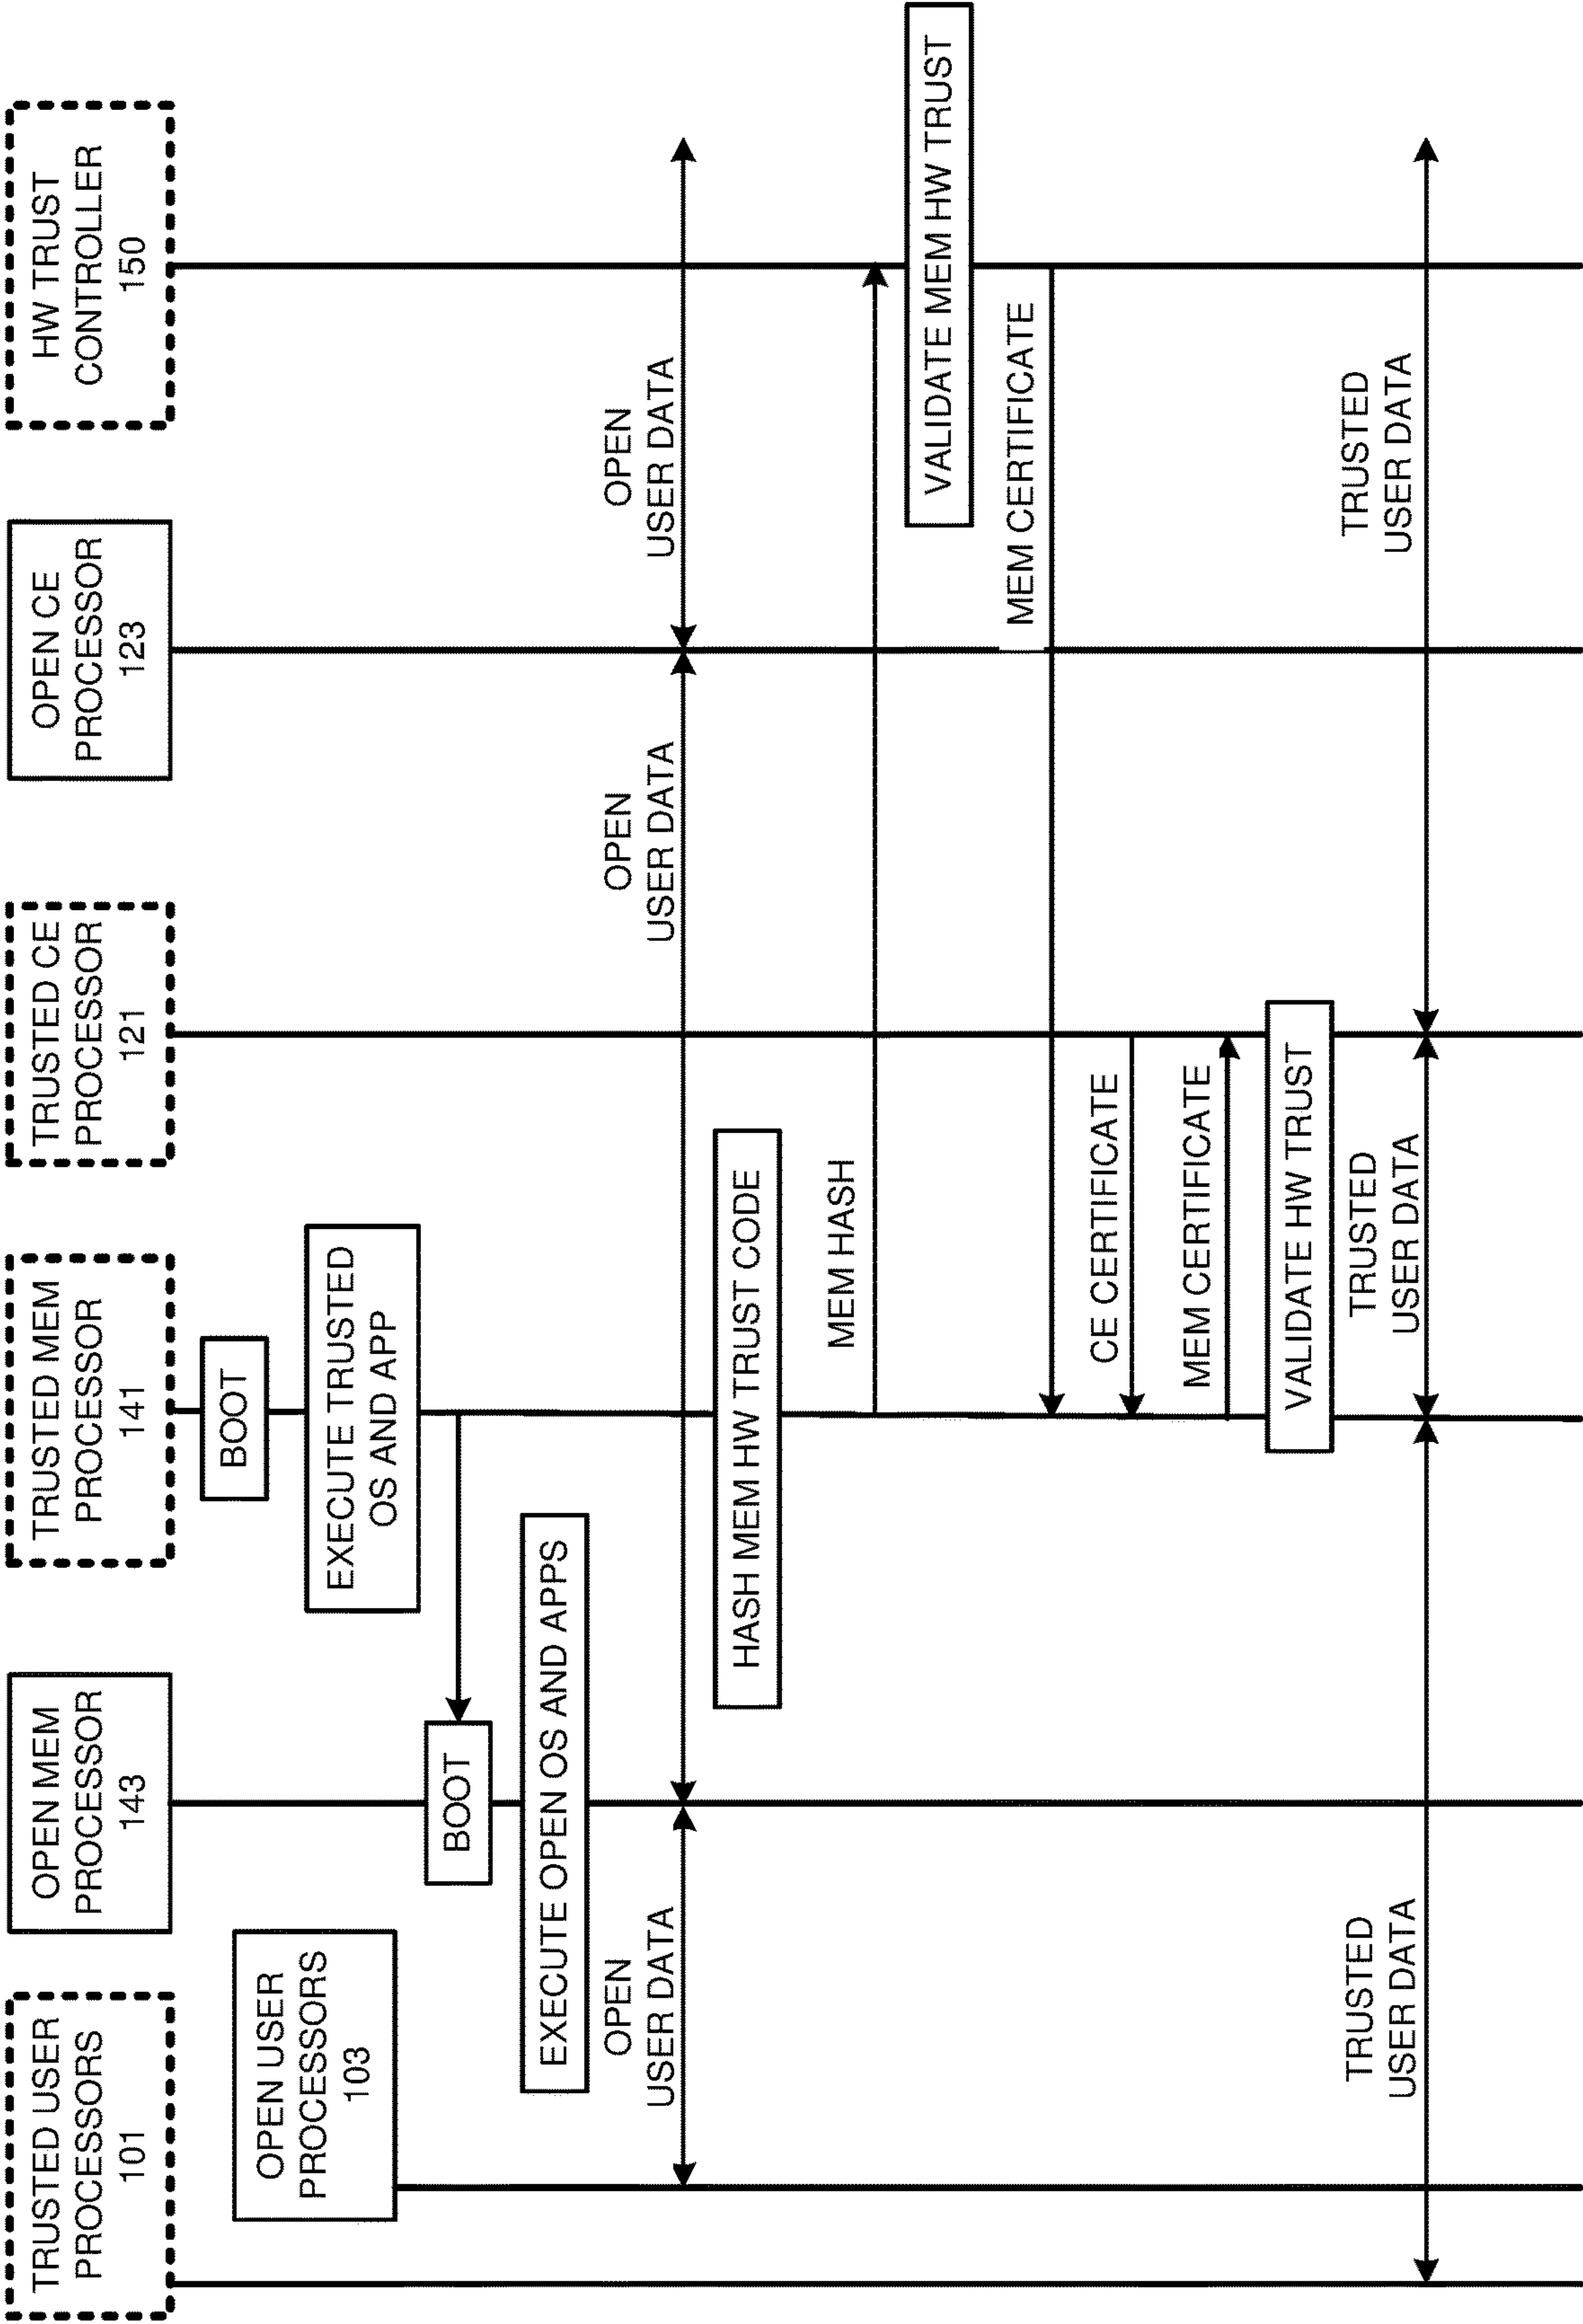 TRUSTED USER
PROCESSORS
101
OPEN USER
PROCESSORS
103
OPEN MEM
PROCESSOR
143
TRUSTED MEM
PROCESSOR
141
TRUSTED CE
PROCESSOR
121
OPEN CE
PROCESSOR
123
HW TRUST
CONTROLLER
150
BOOT
EXECUTE TRUSTED
OS AND APP
BOOT
EXECUTE OPEN OS AND APPS
OPEN
USER DATA
OPEN
USER DATA
OPEN
USER DATA
HASH MEM HW TRUST CODE
MEM HASH
VALIDATE MEM HW TRUST
MEM CERTIFICATE
CE CERTIFICATE
MEM CERTIFICATE
VALIDATE HW TRUST
TRUSTED
USER DATA
TRUSTED
USER DATA
TRUSTED
USER DATA